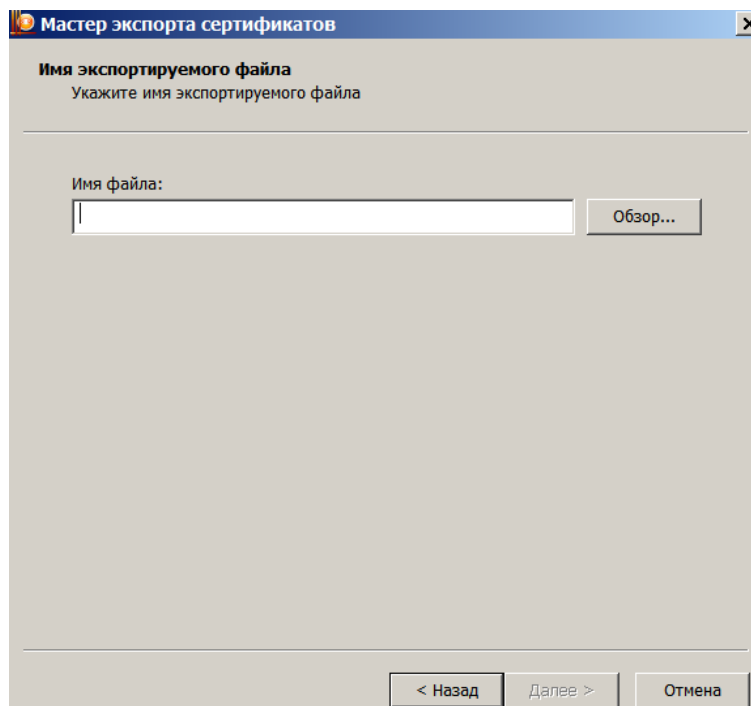 Мастер экспорта сертификатов
Имя экспортируемого файла
Укажите имя экспортируемого файла
Имя файла:
Обзор...
< Назад
Далее >
Отмена